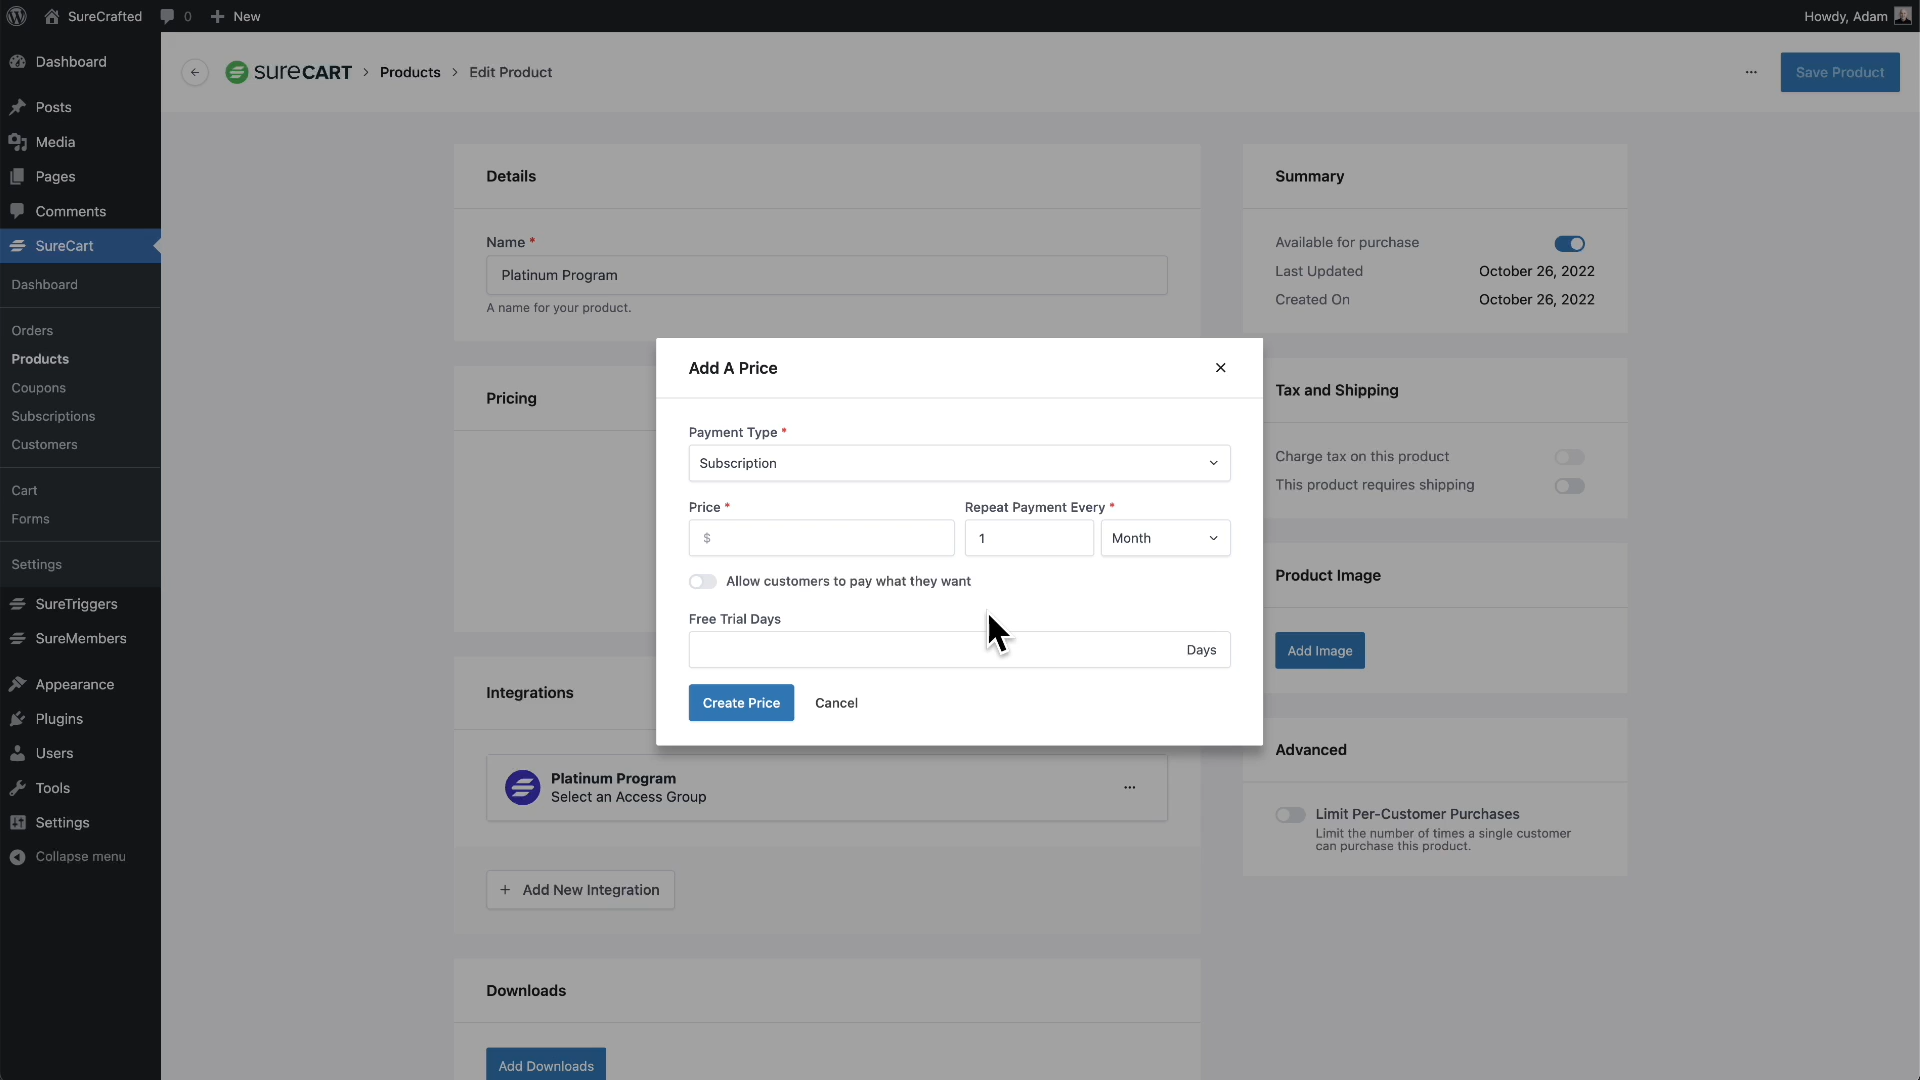 SureCrafted
0
New
Howdy, Adam
Dashboard
Posts
Media
Pages
Comments
SureCart
Dashboard
Orders
Products
Coupons
Subscriptions
Customers
Cart
Forms
Settings
SureTriggers
SureMembers
Appearance
Plugins
Users
Tools
Settings
Collapse menu
SURECART > Products > Edit Product
Save Product
Details
Name *
Platinum Program
A name for your product.
Pricing
Add A Price
Payment Type *
Subscription
Price *
Repeat Payment Every *
$
1
Month
Allow customers to pay what they want
Free Trial Days
Days
Create Price
Cancel
Integrations
Platinum Program
Select an Access Group
+ Add New Integration
Downloads
Add Downloads
Summary
Available for purchase
Last Updated October 26, 2022
Created On October 26, 2022
Tax and Shipping
Charge tax on this product
This product requires shipping
Product Image
Add Image
Advanced
Limit Per-Customer Purchases
Limit the number of times a single customer
can purchase this product.